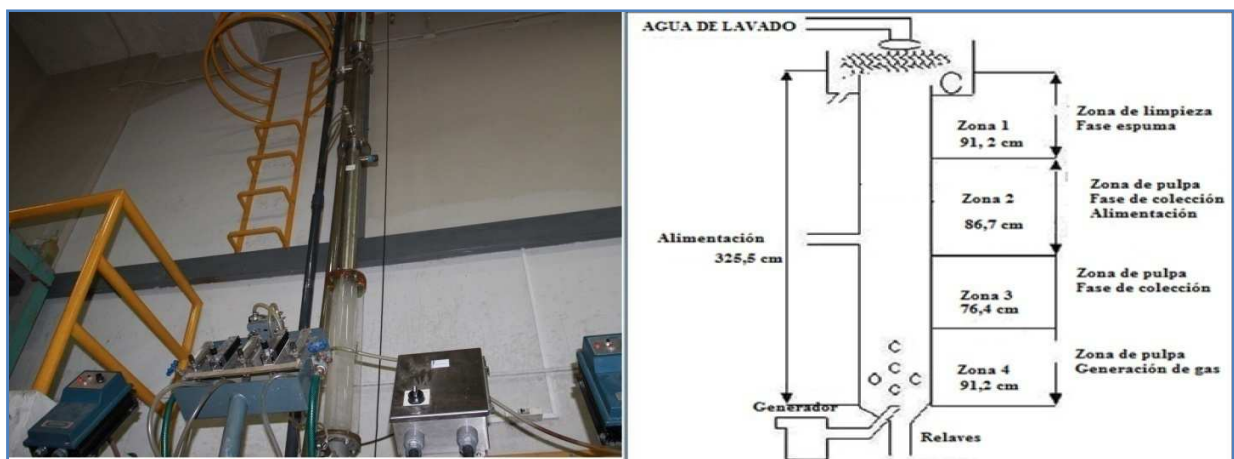 AGUA DE LAVADO
Zona 1
91, 2 cm
Zona de limpieza
Fase espuma
Zona 2
86,7 cm
Zona de pulpa
Fase de colección
Alimentación
Alimentación
325,5 cm
Zona 3
76,4 cm
Zona de pulpa
Fase de colección
Zona 4
91,2 cm
Zona de pulpa
Generación de gas
Generador
Relaves